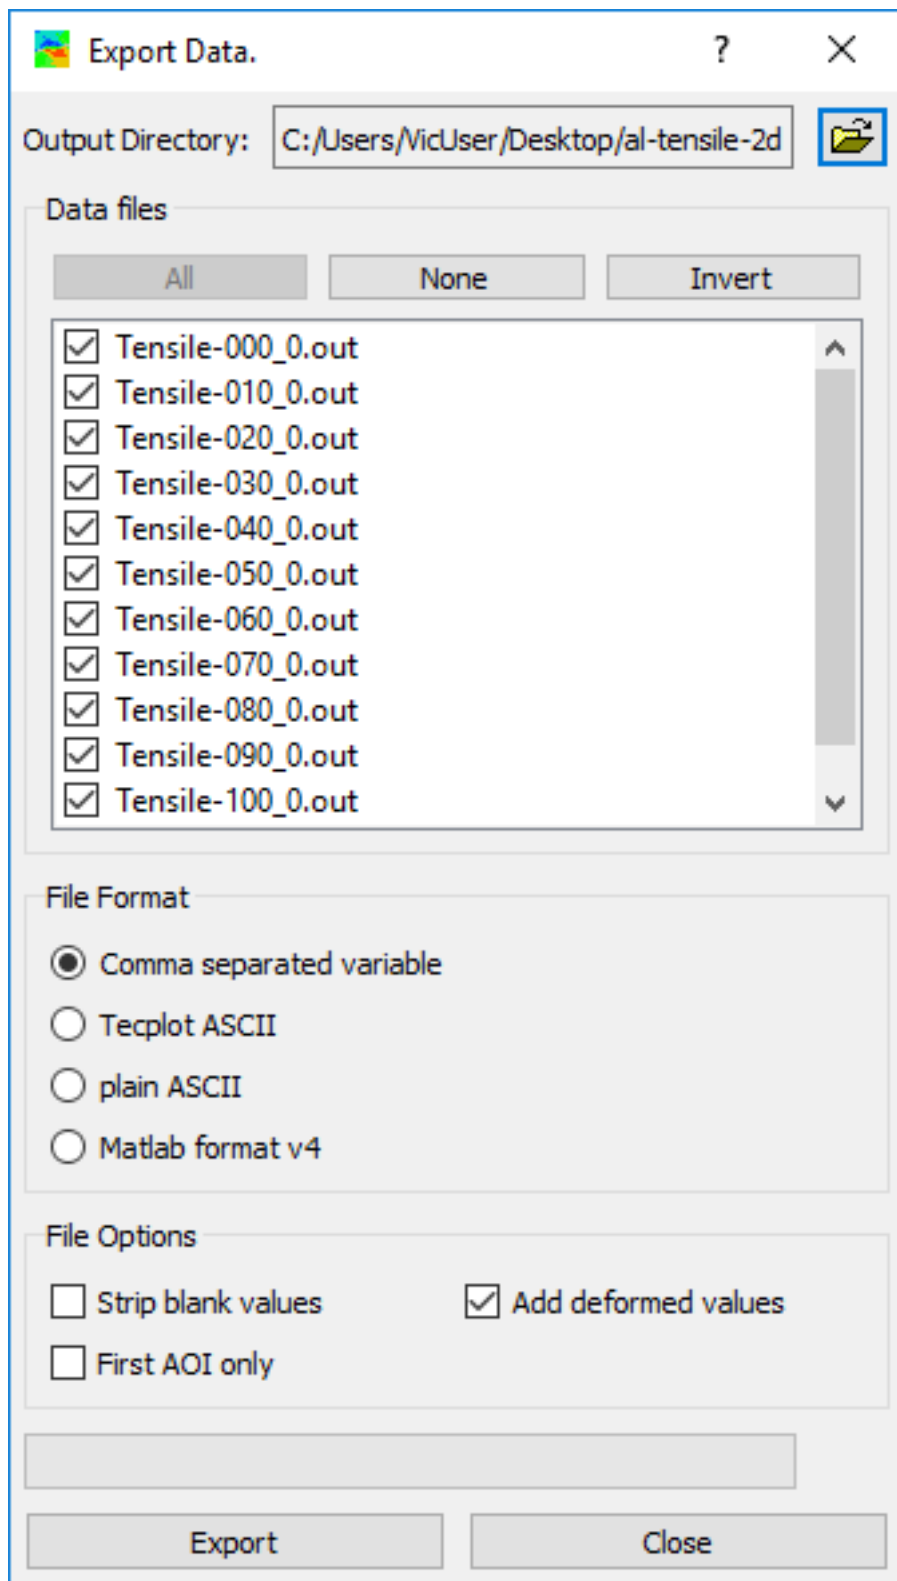 Export Data. ?
Output Directory: C:/Users/VicUser/Desktop/al-tensile-2d
Data files
All None Invert
Tensile-000_0.out
Tensile-010_0.out
Tensile-020_0.out
Tensile-030_0.out
Tensile-040_0.out
Tensile-050_0.out
Tensile-060_0.out
Tensile-070_0.out
Tensile-080_0.out
Tensile-090_0.out
Tensile-100_0.out
File Format
Comma separated variable
Tecplot ASCII
plain ASCII
Matlab format v4
File Options
Strip blank values Add deformed values
First AOI only
Export Close